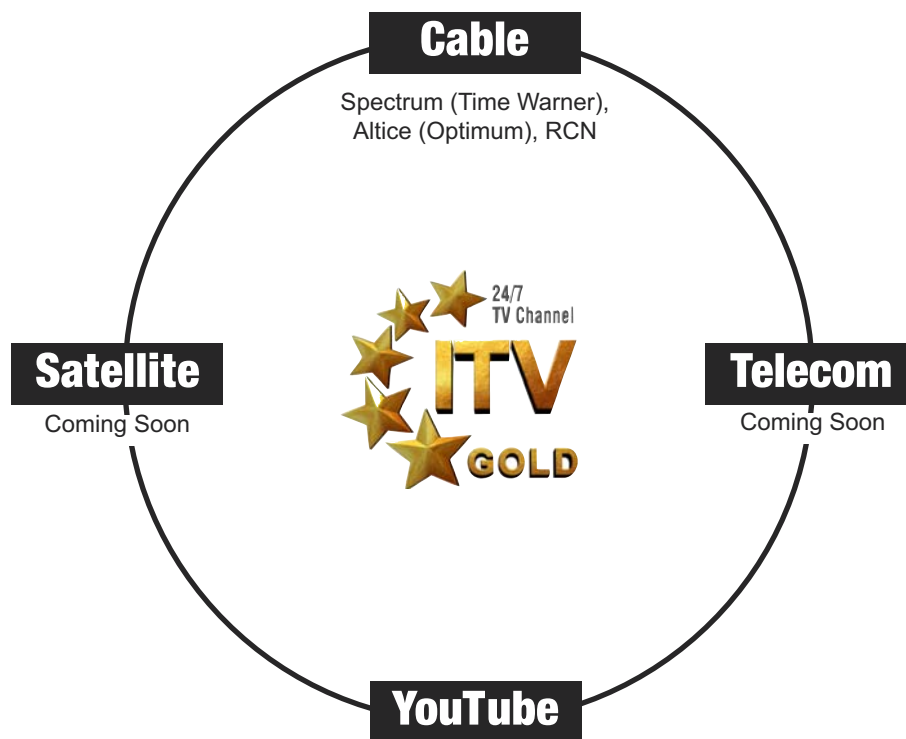 Cable
Spectrum (Time Warner),
Altice (Optimum), RCN
24/7
TV Channel
ITV
GOLD
Satellite
Coming Soon
Telecom
Coming Soon
YouTube